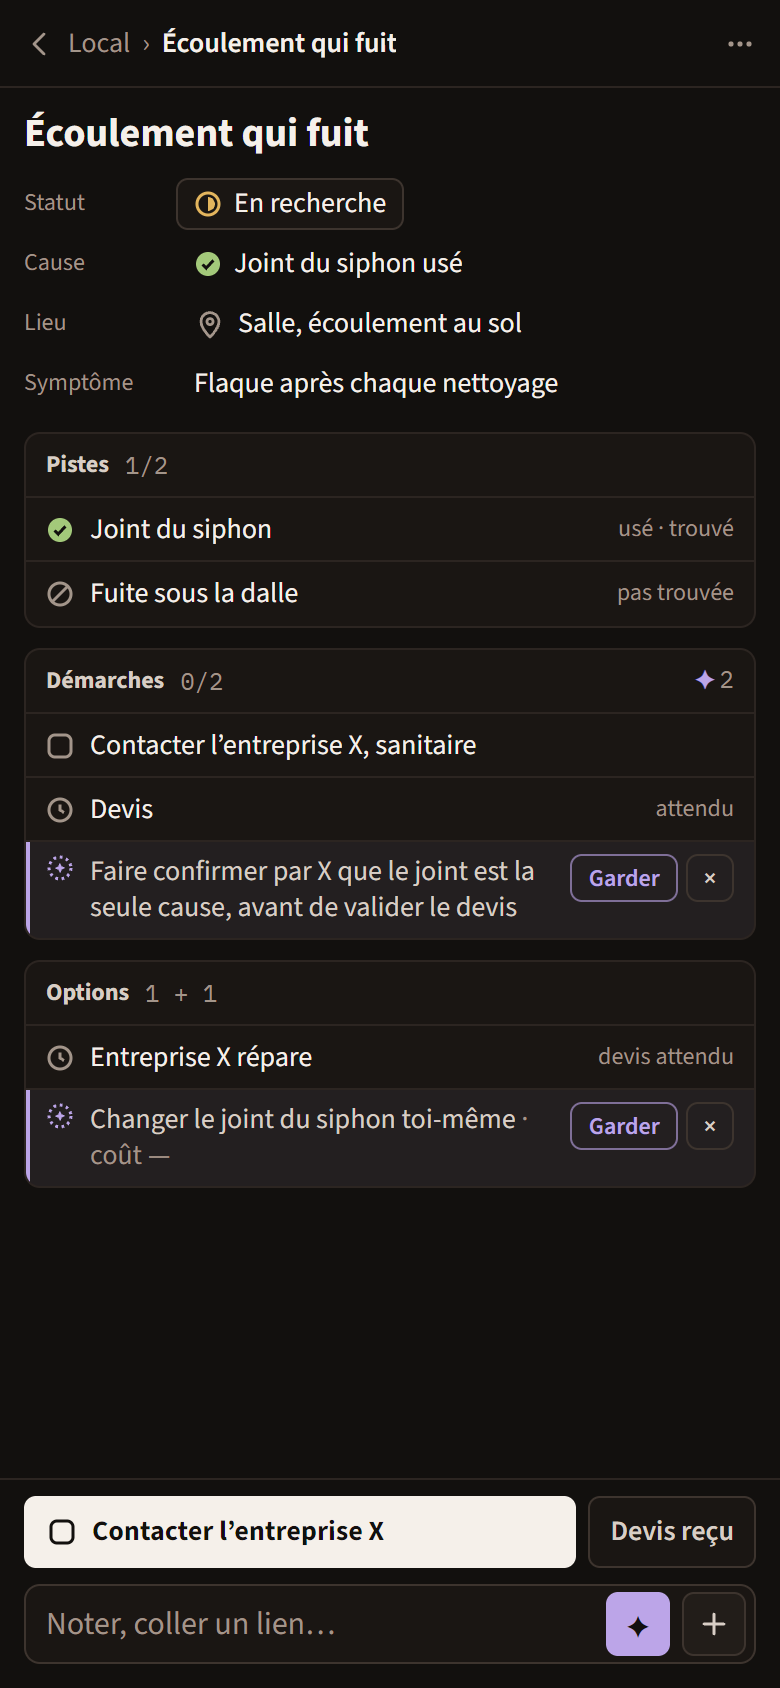 Local › Écoulement qui fuit
Écoulement qui fuit
Statut En recherche
Cause Joint du siphon usé
Lieu Salle, écoulement au sol
Symptôme Flaque après chaque nettoyage
Pistes 1/2
Joint du siphon usé · trouvé
Fuite sous la dalle pas trouvée
Démarches 0/2 2
Contacter l’entreprise X, sanitaire
Devis attendu
Faire confirmer par X que le joint est la Garder ×
seule cause, avant de valider le devis
Options 1 + 1
Entreprise X répare devis attendu
Changer le joint du siphon toi-même · Garder ×
coût —
Contacter l’entreprise X Devis reçu
Noter, coller un lien…